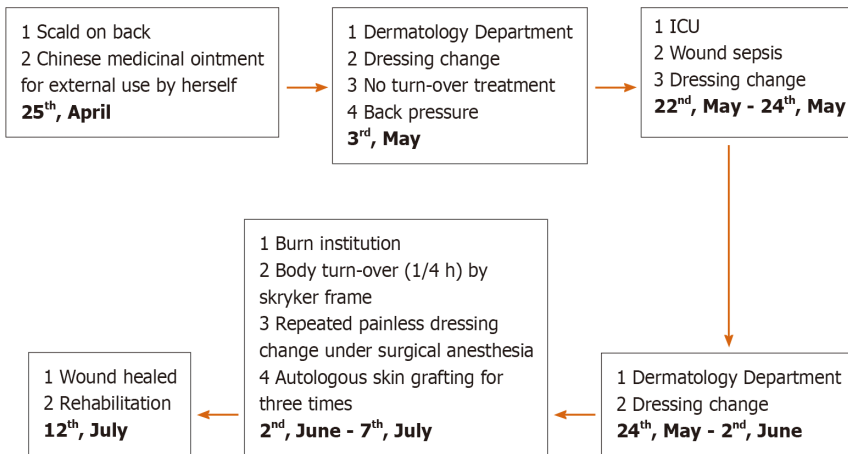 1 Scald on back
2 Chinese medicinal ointment
for external use by herself
25th, April
1 Dermatology Department
2 Dressing change
3 No turn-over treatment
4 Back pressure
3rd, May
1 ICU
2 Wound sepsis
3 Dressing change
22nd, May - 24th, May
1 Dermatology Department
2 Dressing change
24th, May - 2nd, June
1 Burn institution
2 Body turn-over (1/4 h) by
skryker frame
3 Repeated painless dressing
change under surgical anesthesia
4 Autologous skin grafting for
three times
2nd, June - 7th, July
1 Wound healed
2 Rehabilitation
12th, July